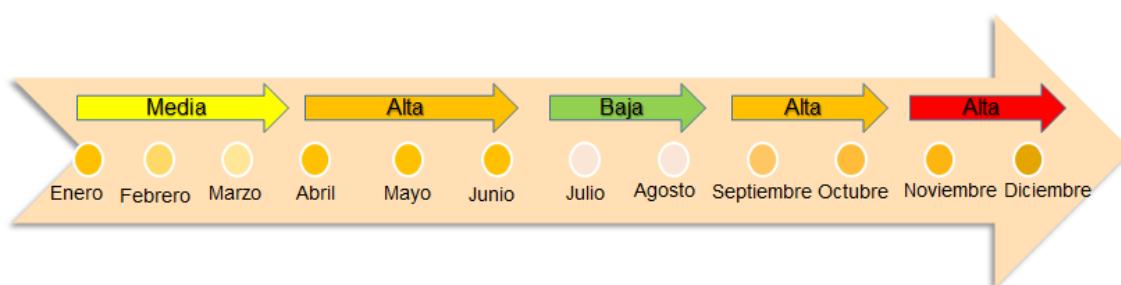 Media Alta Baja Alta Alta
Enero Febrero Marzo Abril Mayo Junio Julio Agosto Septiembre Octubre Noviembre Diciembre